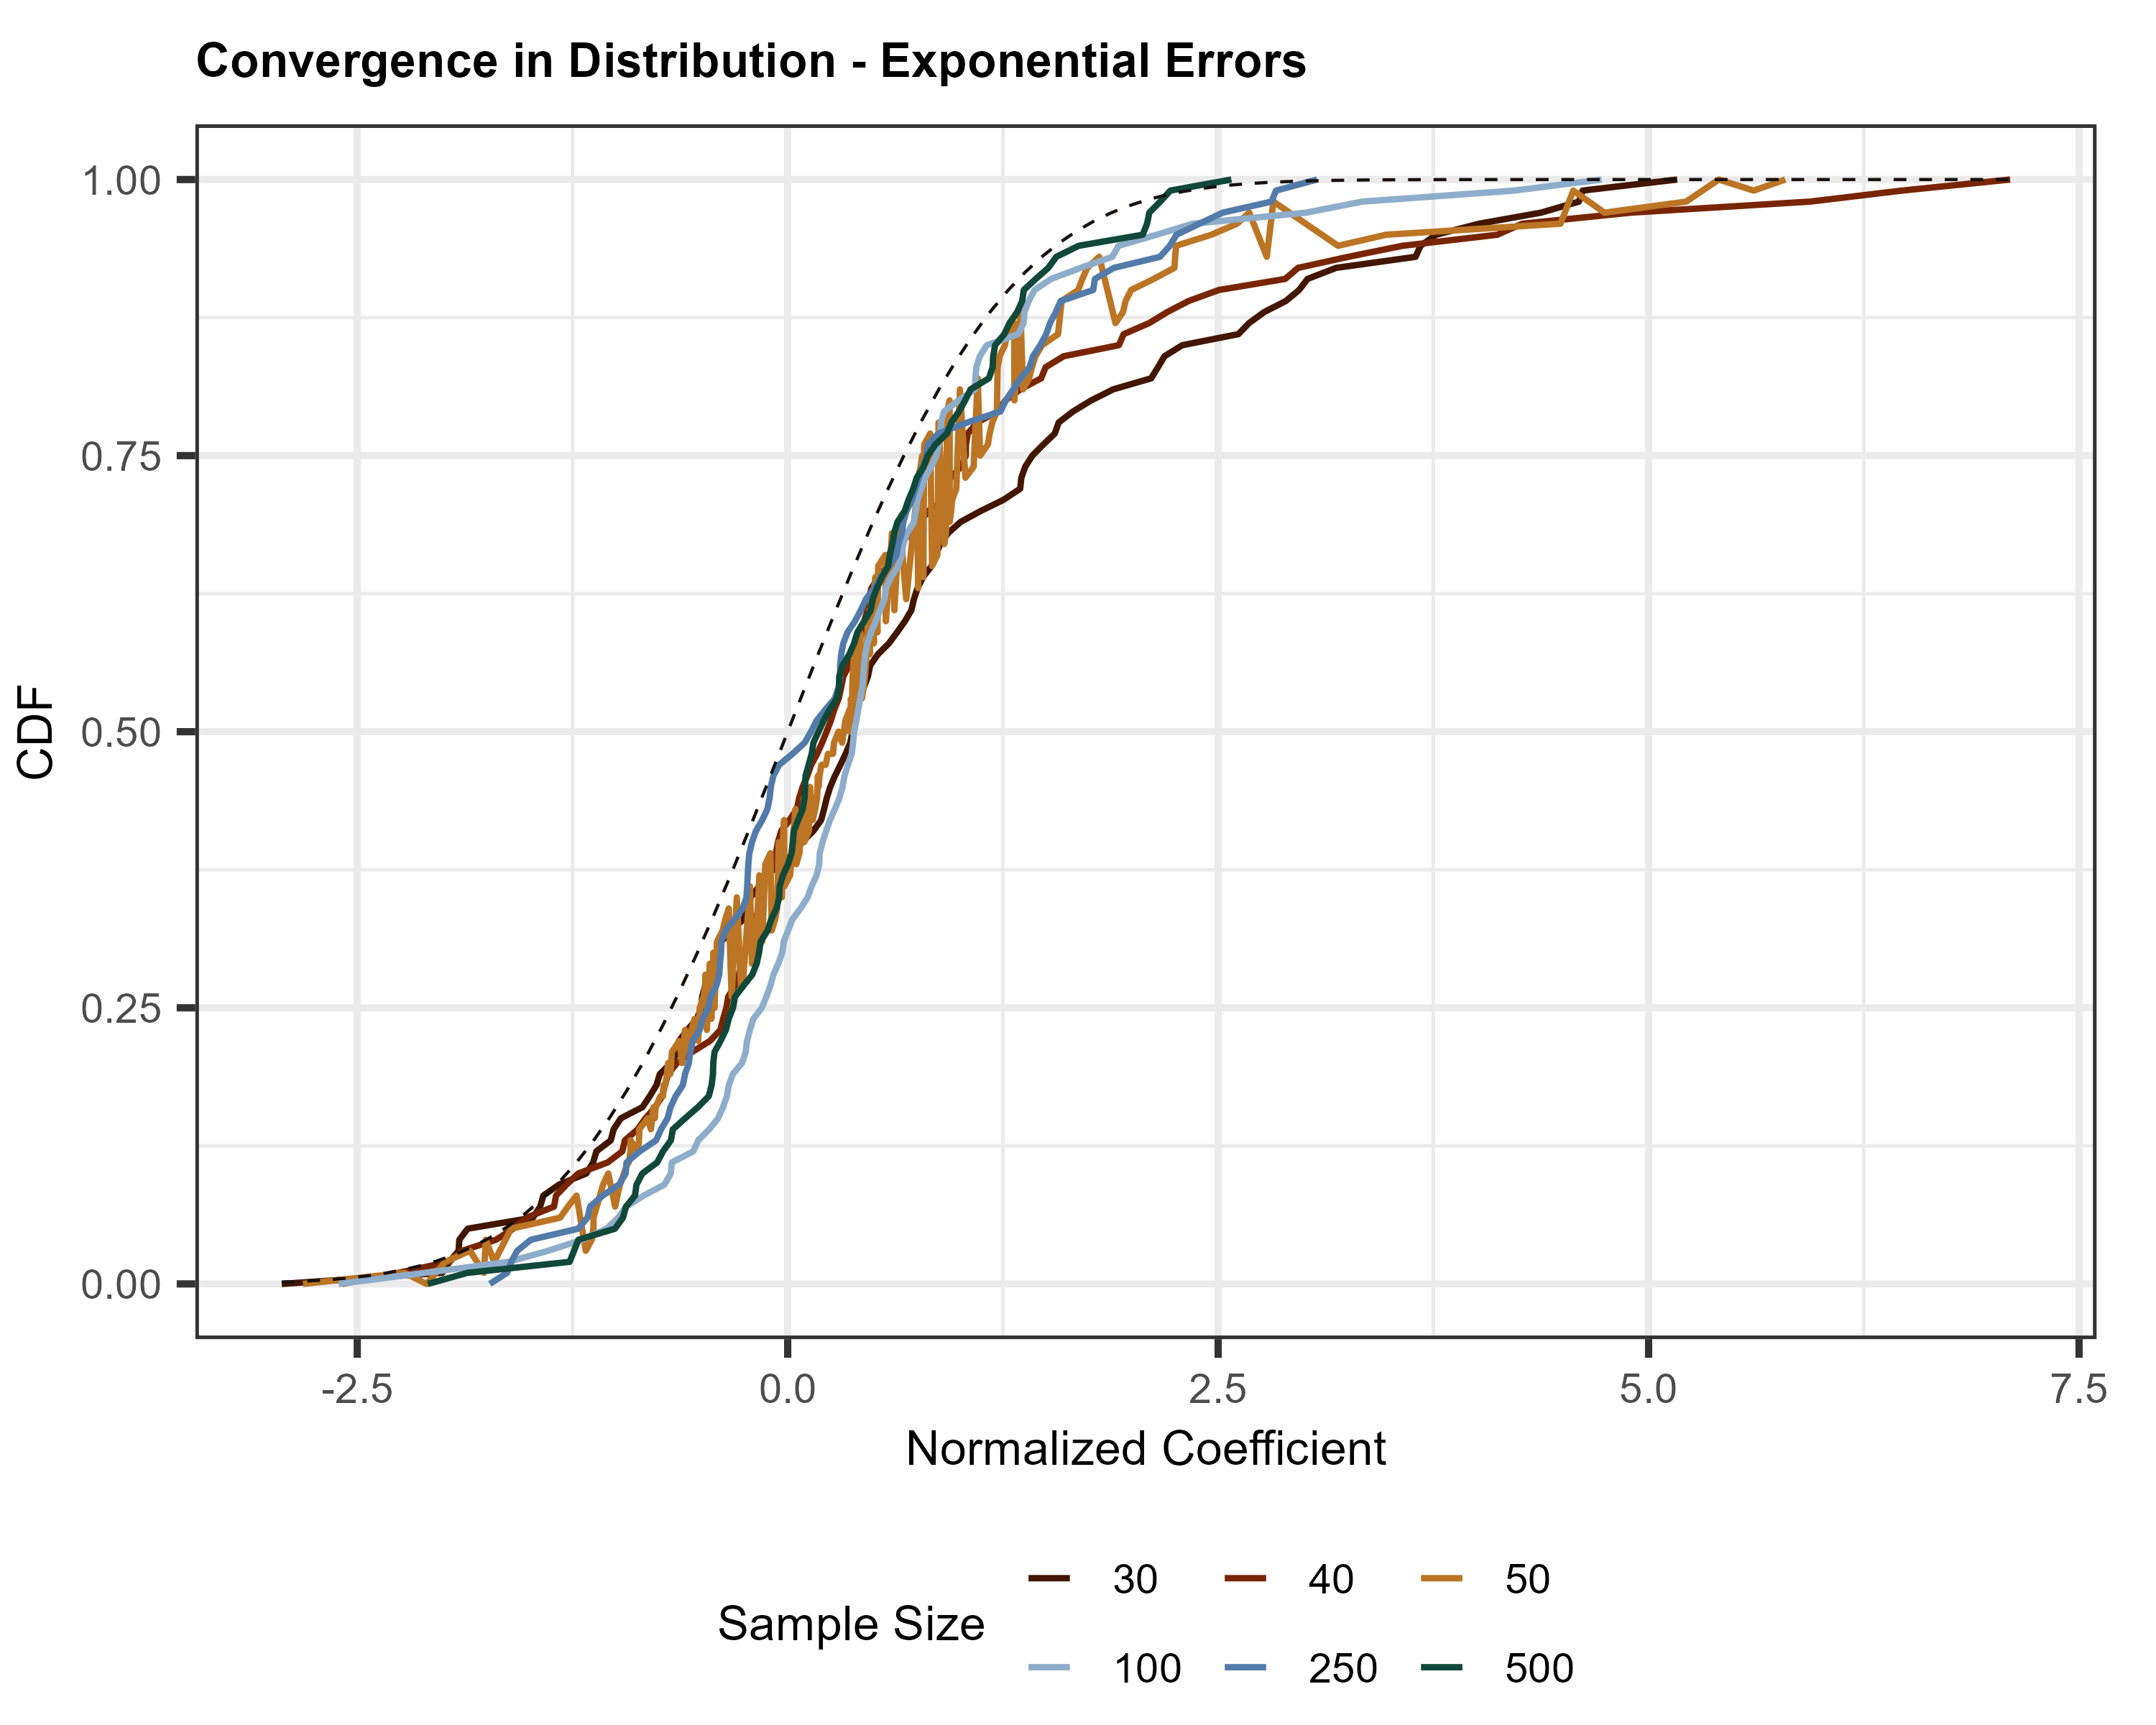 Convergence in Distribution - Exponential Errors
1.00
0.75
0.50
0.25
0.00
CDF
-2.5 0.0 2.5 5.0 7.5
Normalized Coefficient
Sample Size
30 40 50
100 250 500